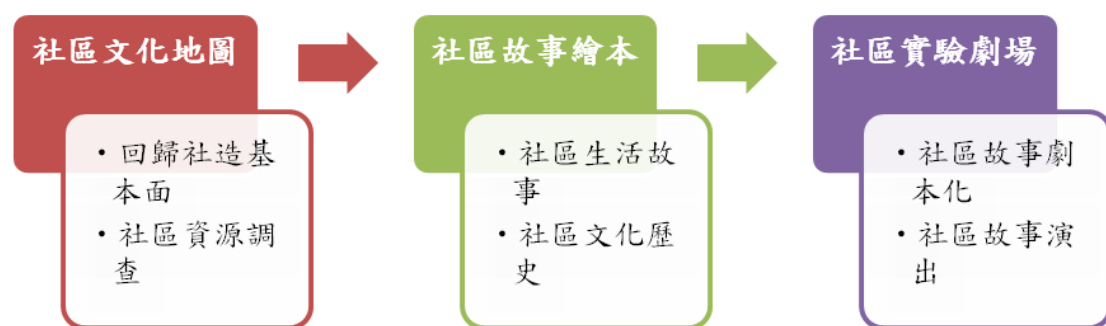 社區文化地圖
・回歸社造基
本面
・社區資源調
查
社區故事繪本
・社區生活故
事
・社區文化歷
史
社區實驗劇場
・社區故事劇
本化
・社區故事演
出